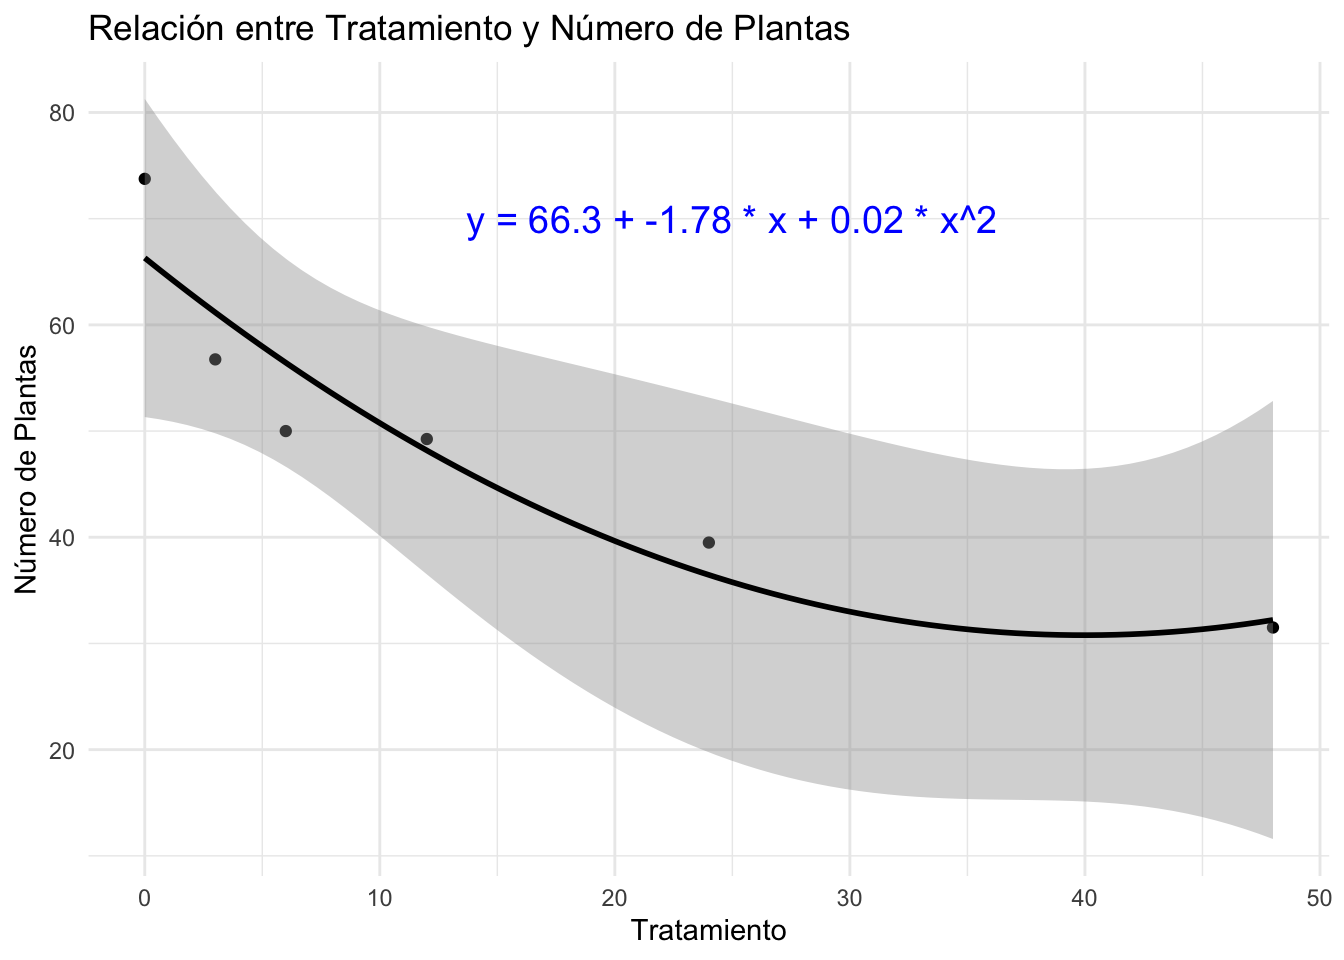 Relación entre Tratamiento y Número de Plantas
y = 66.3 + -1.78 * x + 0.02 * x^2
Número de Plantas
80
60
40
20
0 10 20 30 40 50
Tratamiento